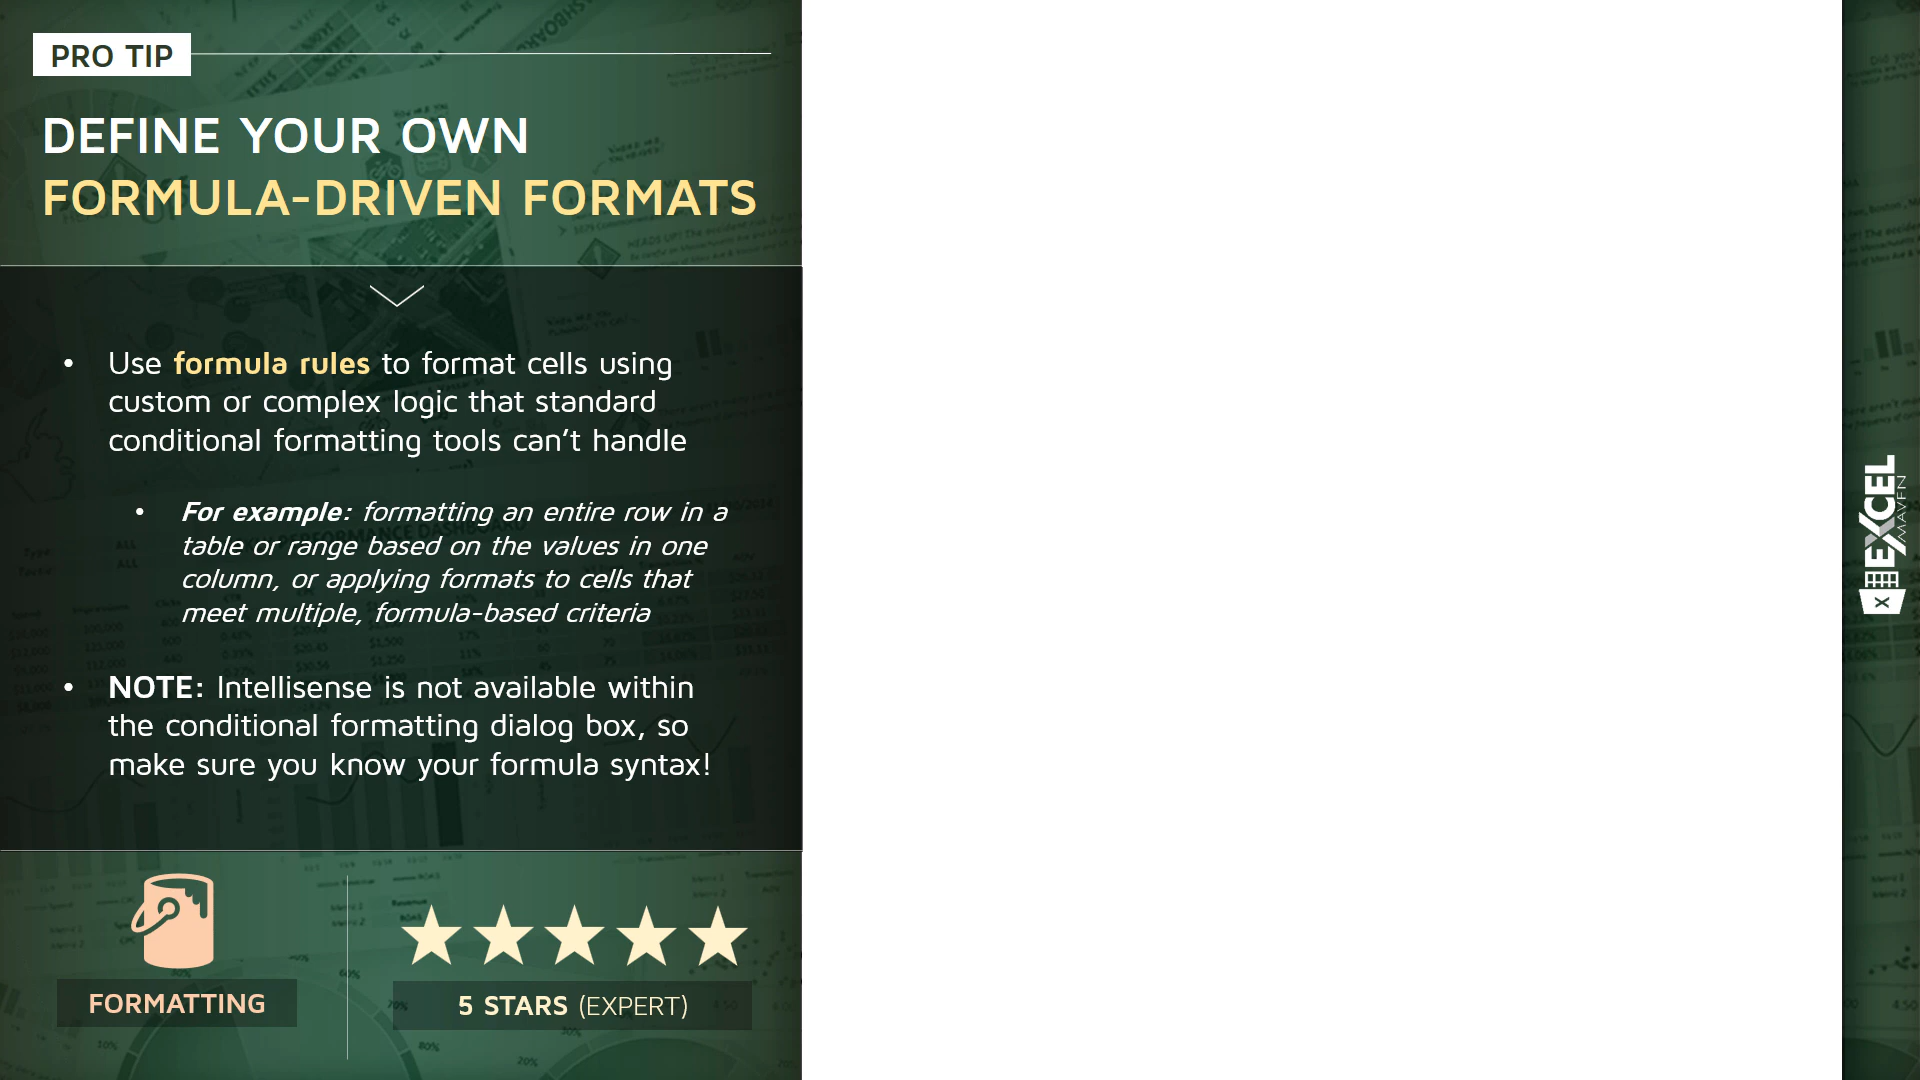 PRO TIP
DEFINE YOUR OWN
FORMULA-DRIVEN FORMATS
• Use formula rules to format cells using
custom or complex logic that standard
conditional formatting tools can't handle
• For example: formatting an entire row in a
table or range based on the values in one
column, or applying formats to cells that
meet multiple, formula-based criteria
• NOTE: Intellisense is not available within
the conditional formatting dialog box, so
make sure you know your formula syntax!
FORMATTING
5 STARS (EXPERT)
EXCEL
MAVEN
X